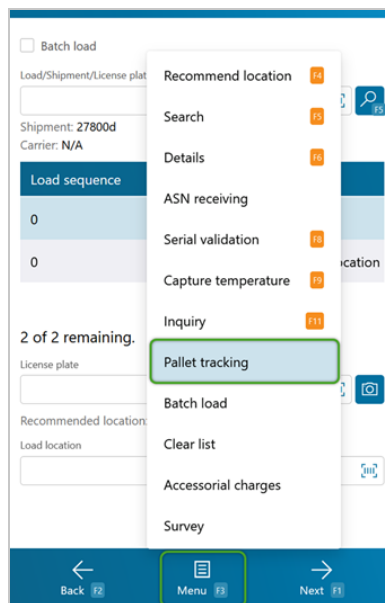 Batch load
Load/Shipment/License plat
F5
Shipment: 27800d
Carrier: N/A
Load sequence
0
0
ocation
2 of 2 remaining.
License plate
Recommended location:
Load location
Recommend location F4
Search F5
Details F6
ASN receiving
Serial validation F8
Capture temperature F9
Inquiry F11
Pallet tracking
Batch load
Clear list
Accessorial charges
Survey
Back F2
Menu F3
Next F1